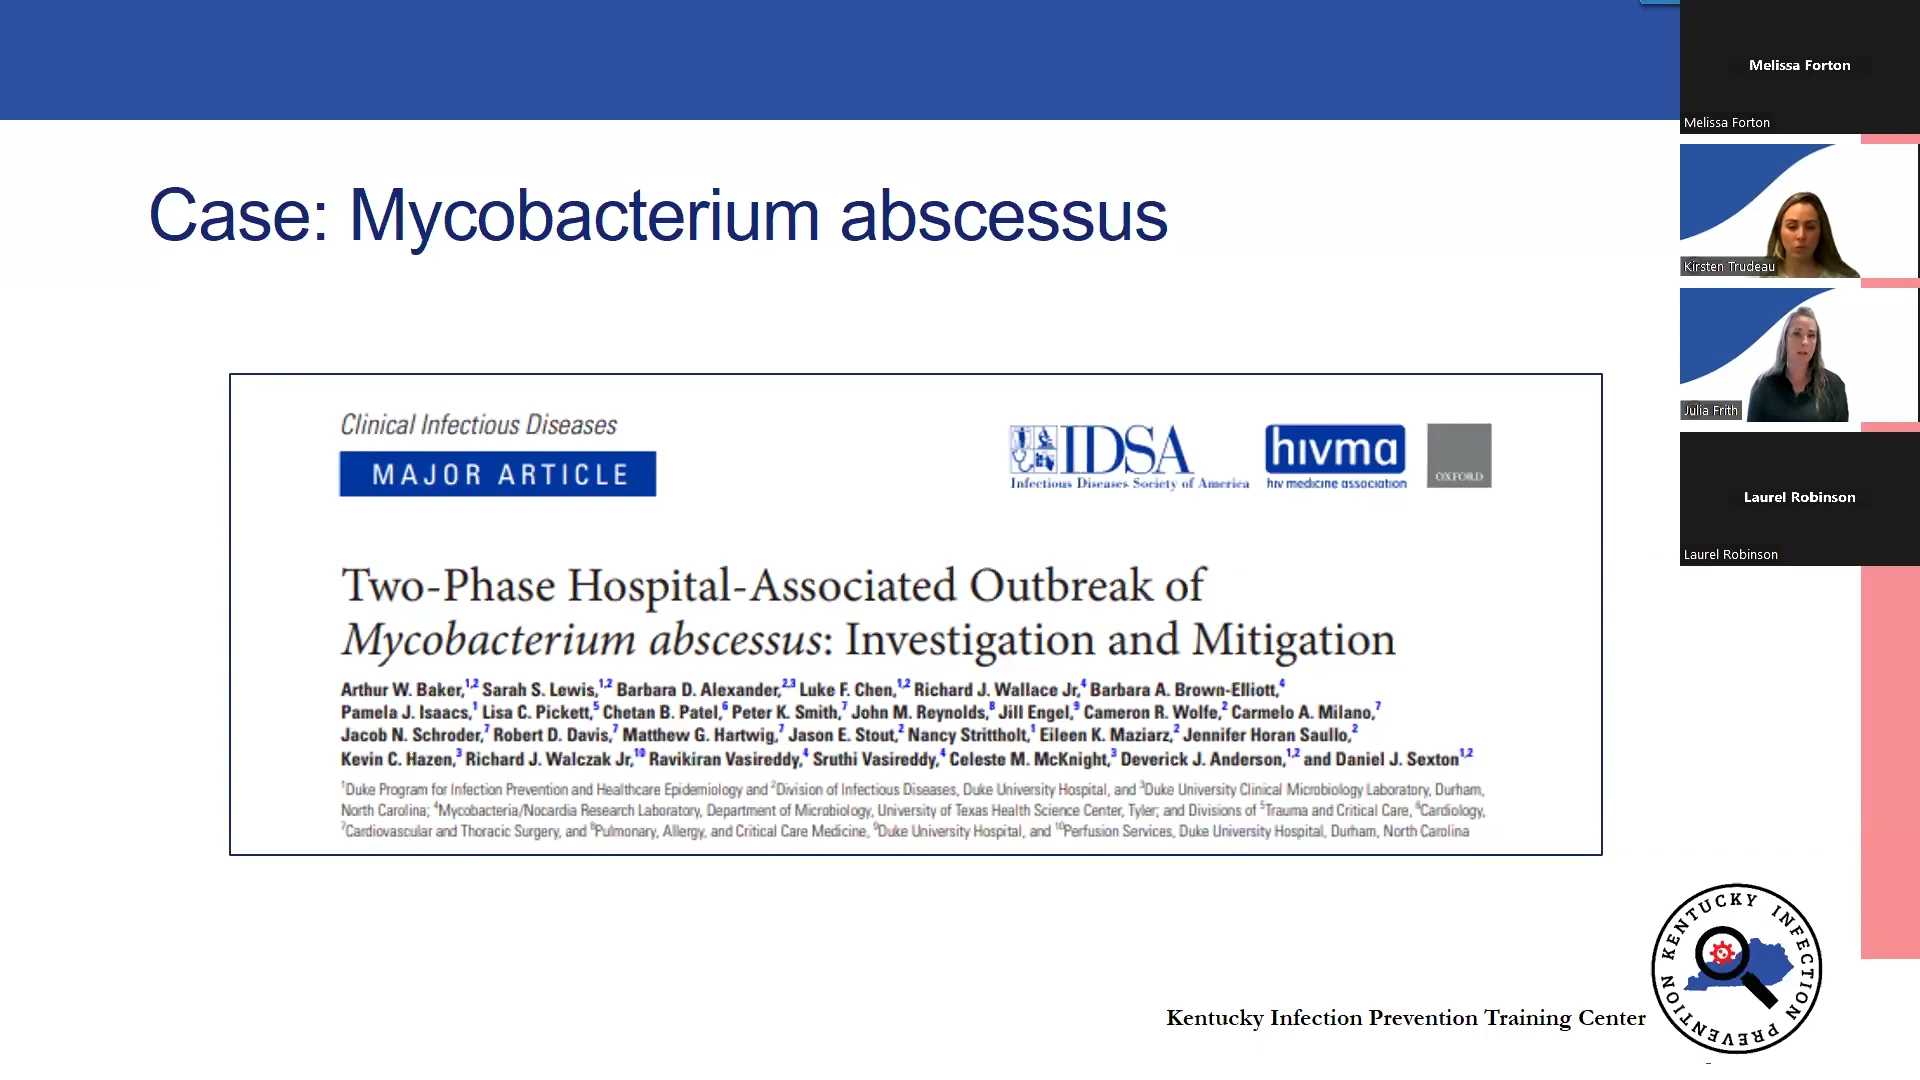 Case: Mycobacterium abscessus
Clinical Infectious Diseases
MAJOR ARTICLE
IDSA
Infectious Diseases Society of America
hivma
hiv medicine association
OXFORD
Two-Phase Hospital-Associated Outbreak of
Mycobacterium abscessus: Investigation and Mitigation
Arthur W. Baker,1,2 Sarah S. Lewis,1,2 Barbara D. Alexander,2,3 Luke F. Chen,1,2 Richard J. Wallace Jr,4 Barbara A. Brown-Elliott,4
Pamela J. Isaacs,1 Lisa C. Pickett,5 Chetan B. Patel,6 Peter K. Smith,7 John M. Reynolds,8 Jill Engel,9 Cameron R. Wolfe,2 Carmelo A. Milano,7
Jacob N. Schroder,7 Robert D. Davis,7 Matthew G. Hartwig,7 Jason E. Stout,2 Nancy Strittholt,1 Eileen K. Maziarz,2 Jennifer Horan Saullo,2
Kevin C. Hazen,3 Richard J. Walczak Jr,10 Ravikiran Vasireddy,4 Sruthi Vasireddy,4 Celeste M. McKnight,3 Deverick J. Anderson,1,2 and Daniel J. Sexton1,2
1Duke Program for Infection Prevention and Healthcare Epidemiology and 2Division of Infectious Diseases, Duke University Hospital, and 3Duke University Clinical Microbiology Laboratory, Durham,
North Carolina; 4Mycobacteria/Nocardia Research Laboratory, Department of Microbiology, University of Texas Health Science Center, Tyler; and Divisions of 5Trauma and Critical Care, 6Cardiology,
7Cardiovascular and Thoracic Surgery, and 8Pulmonary, Allergy, and Critical Care Medicine, 9Duke University Hospital, and 10Perfusion Services, Duke University Hospital, Durham, North Carolina
Kentucky Infection Prevention Training Center
KENTUCKY INFECTION PREVENTION
Melissa Forton
Melissa Forton
Kirsten Trudeau
Julia Frith
Laurel Robinson
Laurel Robinson